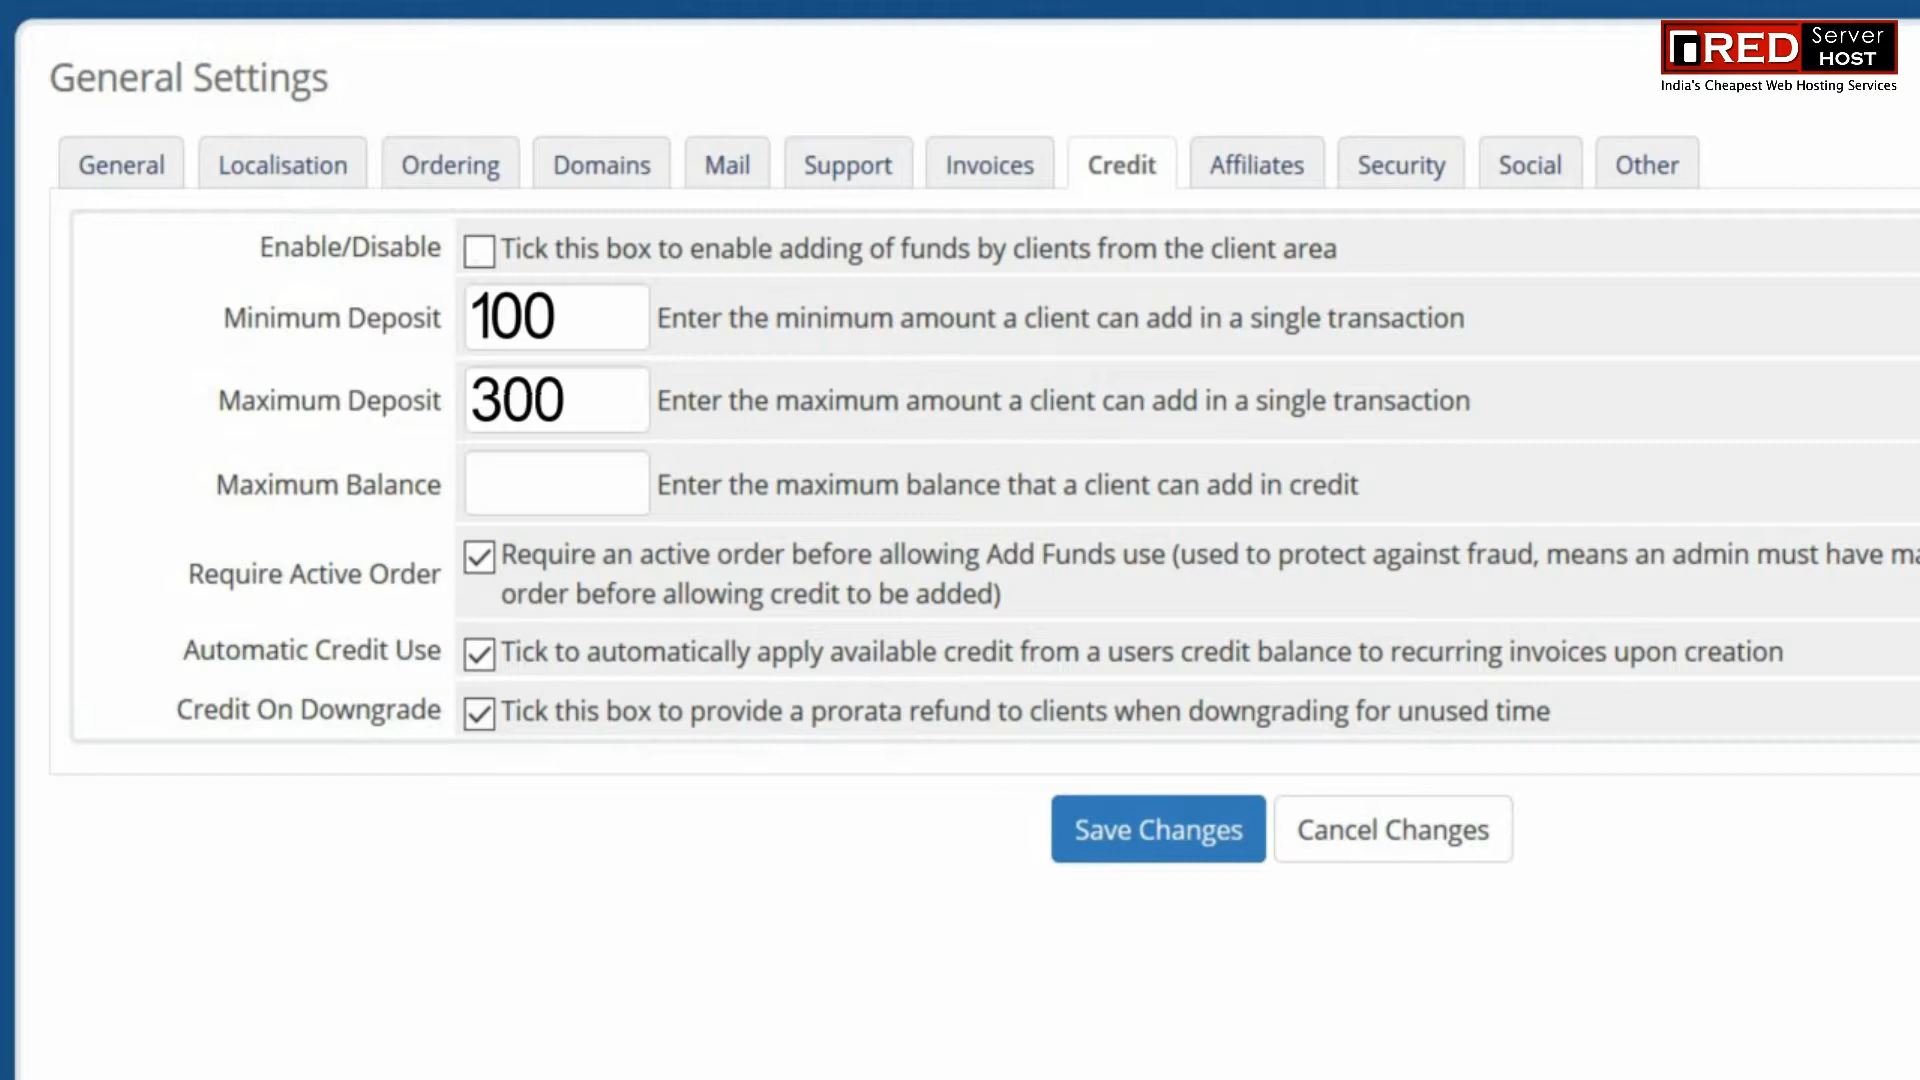 RED Server HOST
India's Cheapest Web Hosting Services
General Settings
General Localisation Ordering Domains Mail Support Invoices Credit Affiliates Security Social Other
Enable/Disable Tick this box to enable adding of funds by clients from the client area
Minimum Deposit 100 Enter the minimum amount a client can add in a single transaction
Maximum Deposit 300 Enter the maximum amount a client can add in a single transaction
Maximum Balance Enter the maximum balance that a client can add in credit
Require Active Order Require an active order before allowing Add Funds use (used to protect against fraud, means an admin must have
order before allowing credit to be added)
Automatic Credit Use Tick to automatically apply available credit from a users credit balance to recurring invoices upon creation
Credit On Downgrade Tick this box to provide a prorata refund to clients when downgrading for unused time
Save Changes Cancel Changes